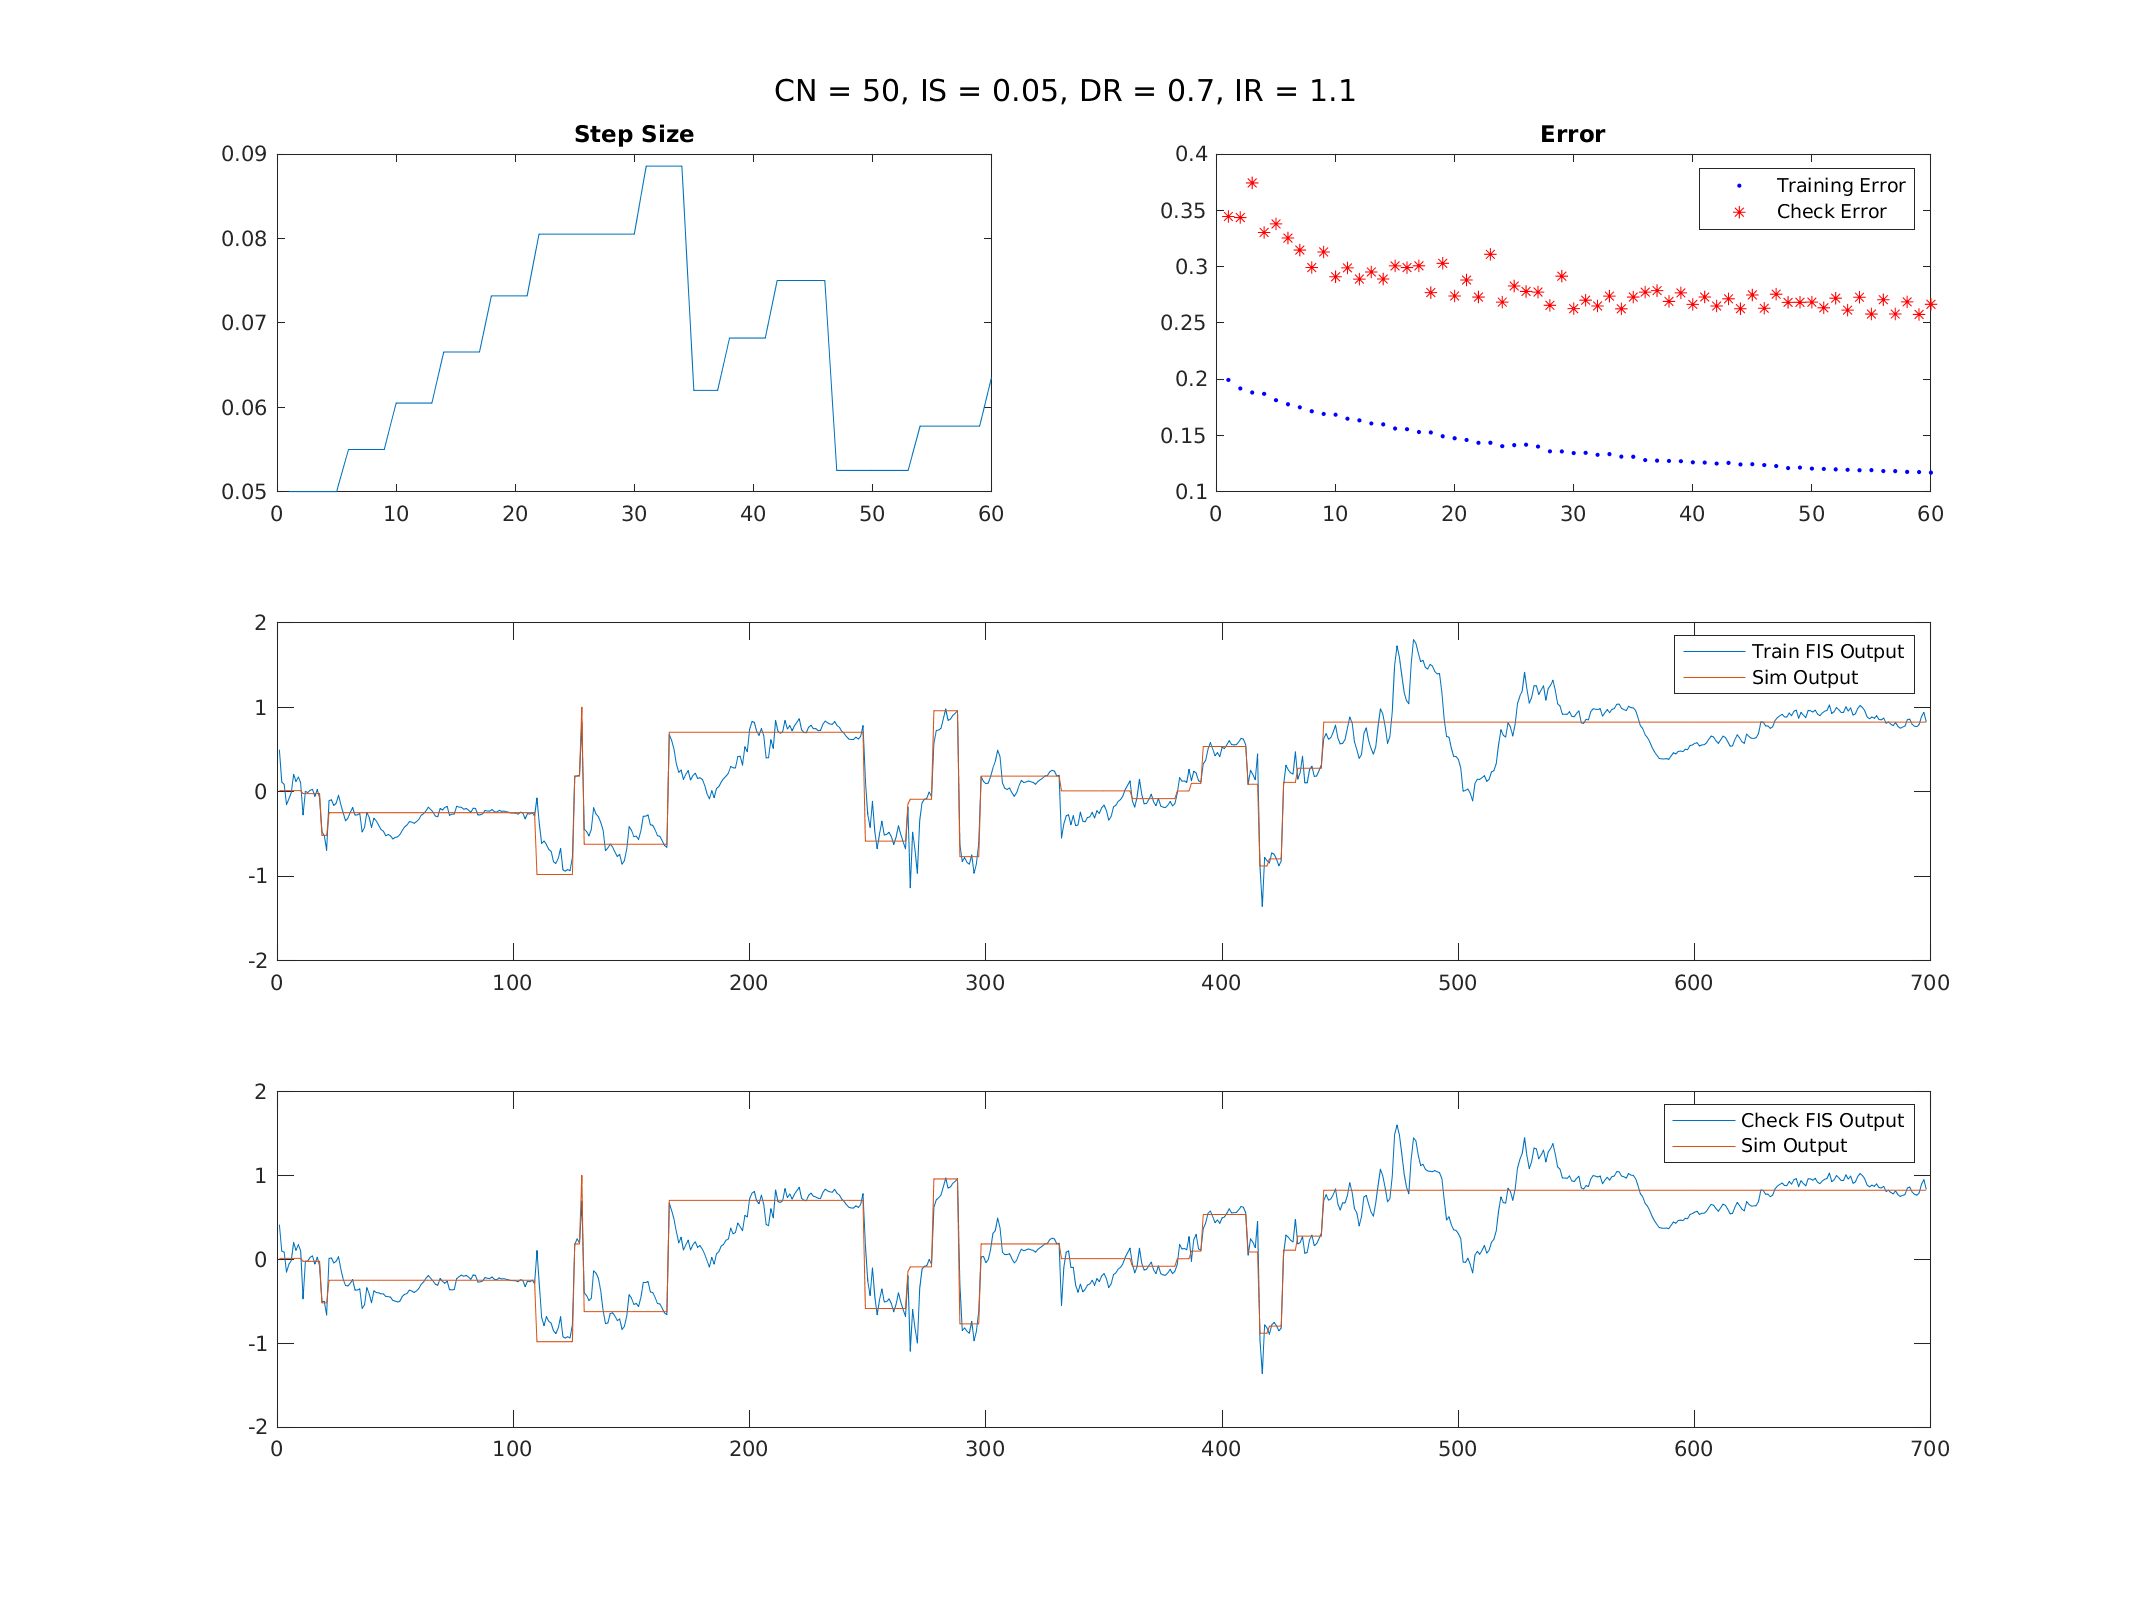 CN = 50, IS = 0.05, DR = 0.7, IR = 1.1
Step Size
0.09
0.08
0.07
0.06
0.05
0 10 20 30 40 50 60
Error
0.4
0.35
0.3
0.25
0.2
0.15
0.1
0 10 20 30 40 50 60
Training Error
Check Error
2
1
0
-1
-2
0 100 200 300 400 500 600 700
Train FIS Output
Sim Output
2
1
0
-1
-2
0 100 200 300 400 500 600 700
Check FIS Output
Sim Output